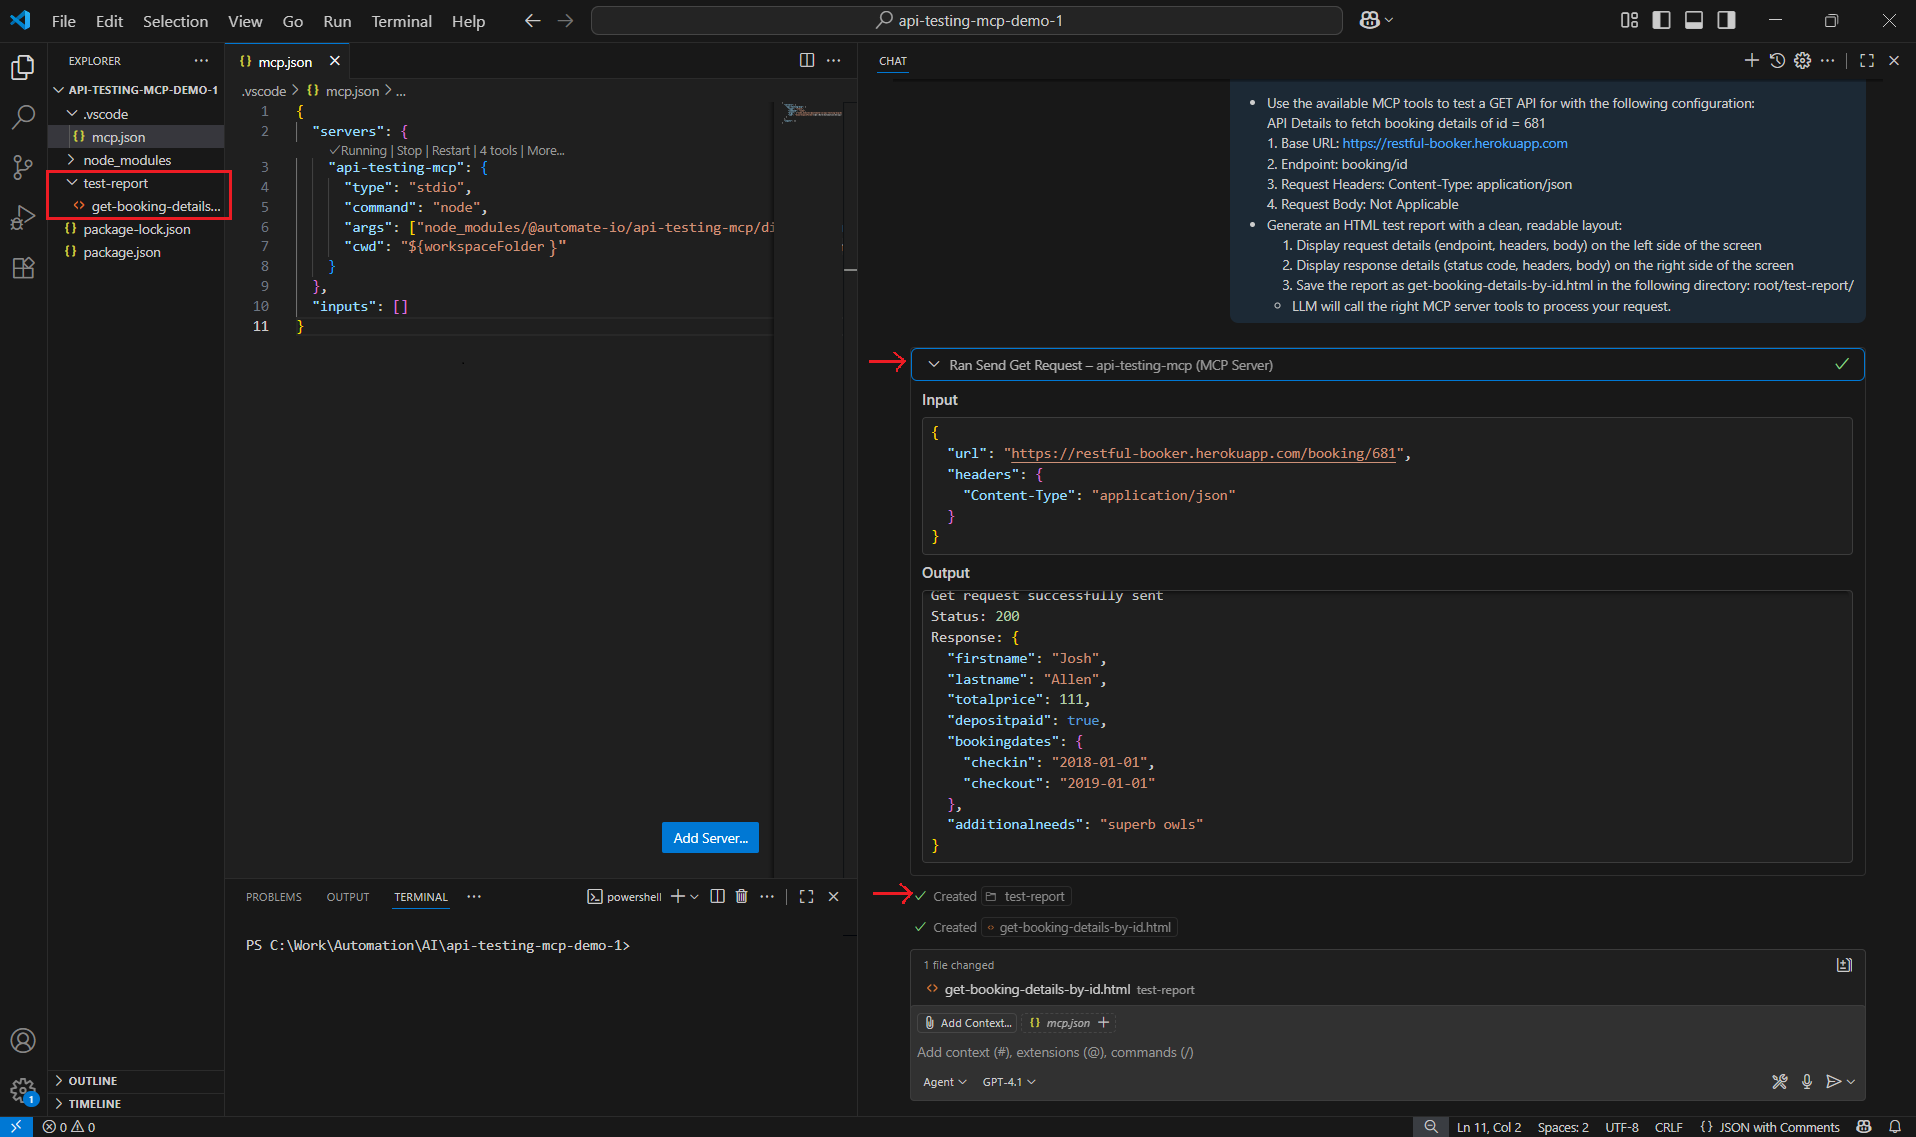 File Edit Selection View Go Run Terminal Help
api-testing-mcp-demo-1
EXPLORER
API-TESTING-MCP-DEMO-1
.vscode
{} mcp.json
node_modules
test-report
<> get-booking-details...
{} package-lock.json
{} package.json
OUTLINE
TIMELINE
{} mcp.json
.vscode > {} mcp.json > ...
1 {
2 "servers": {
✓Running | Stop | Restart | 4 tools | More...
3 "api-testing-mcp": {
4 "type": "stdio",
5 "command": "node",
6 "args": ["node_modules/@automate-io/api-testing-mcp/di
7 "cwd": "${workspaceFolder}"
8 }
9 },
10 "inputs": []
11 }
Add Server...
PROBLEMS OUTPUT TERMINAL ...
powershell
PS C:\Work\Automation\AI\api-testing-mcp-demo-1>
CHAT
• Use the available MCP tools to test a GET API for with the following configuration:
API Details to fetch booking details of id = 681
1. Base URL: https://restful-booker.herokuapp.com
2. Endpoint: booking/id
3. Request Headers: Content-Type: application/json
4. Request Body: Not Applicable
• Generate an HTML test report with a clean, readable layout:
1. Display request details (endpoint, headers, body) on the left side of the screen
2. Display response details (status code, headers, body) on the right side of the screen
3. Save the report as get-booking-details-by-id.html in the following directory: root/test-report/
◦ LLM will call the right MCP server tools to process your request.
Ran Send Get Request – api-testing-mcp (MCP Server)
Input
{
"url": "https://restful-booker.herokuapp.com/booking/681",
"headers": {
"Content-Type": "application/json"
}
}
Output
Get request successfully sent
Status: 200
Response: {
"firstname": "Josh",
"lastname": "Allen",
"totalprice": 111,
"depositpaid": true,
"bookingdates": {
"checkin": "2018-01-01",
"checkout": "2019-01-01"
},
"additionalneeds": "superb owls"
}
Created test-report
Created <> get-booking-details-by-id.html
1 file changed
<> get-booking-details-by-id.html test-report
Add Context... {} mcp.json +
Add context (#), extensions (@), commands (/)
Agent GPT-4.1
1
0 0
Ln 11, Col 2 Spaces: 2 UTF-8 CRLF {} JSON with Comments